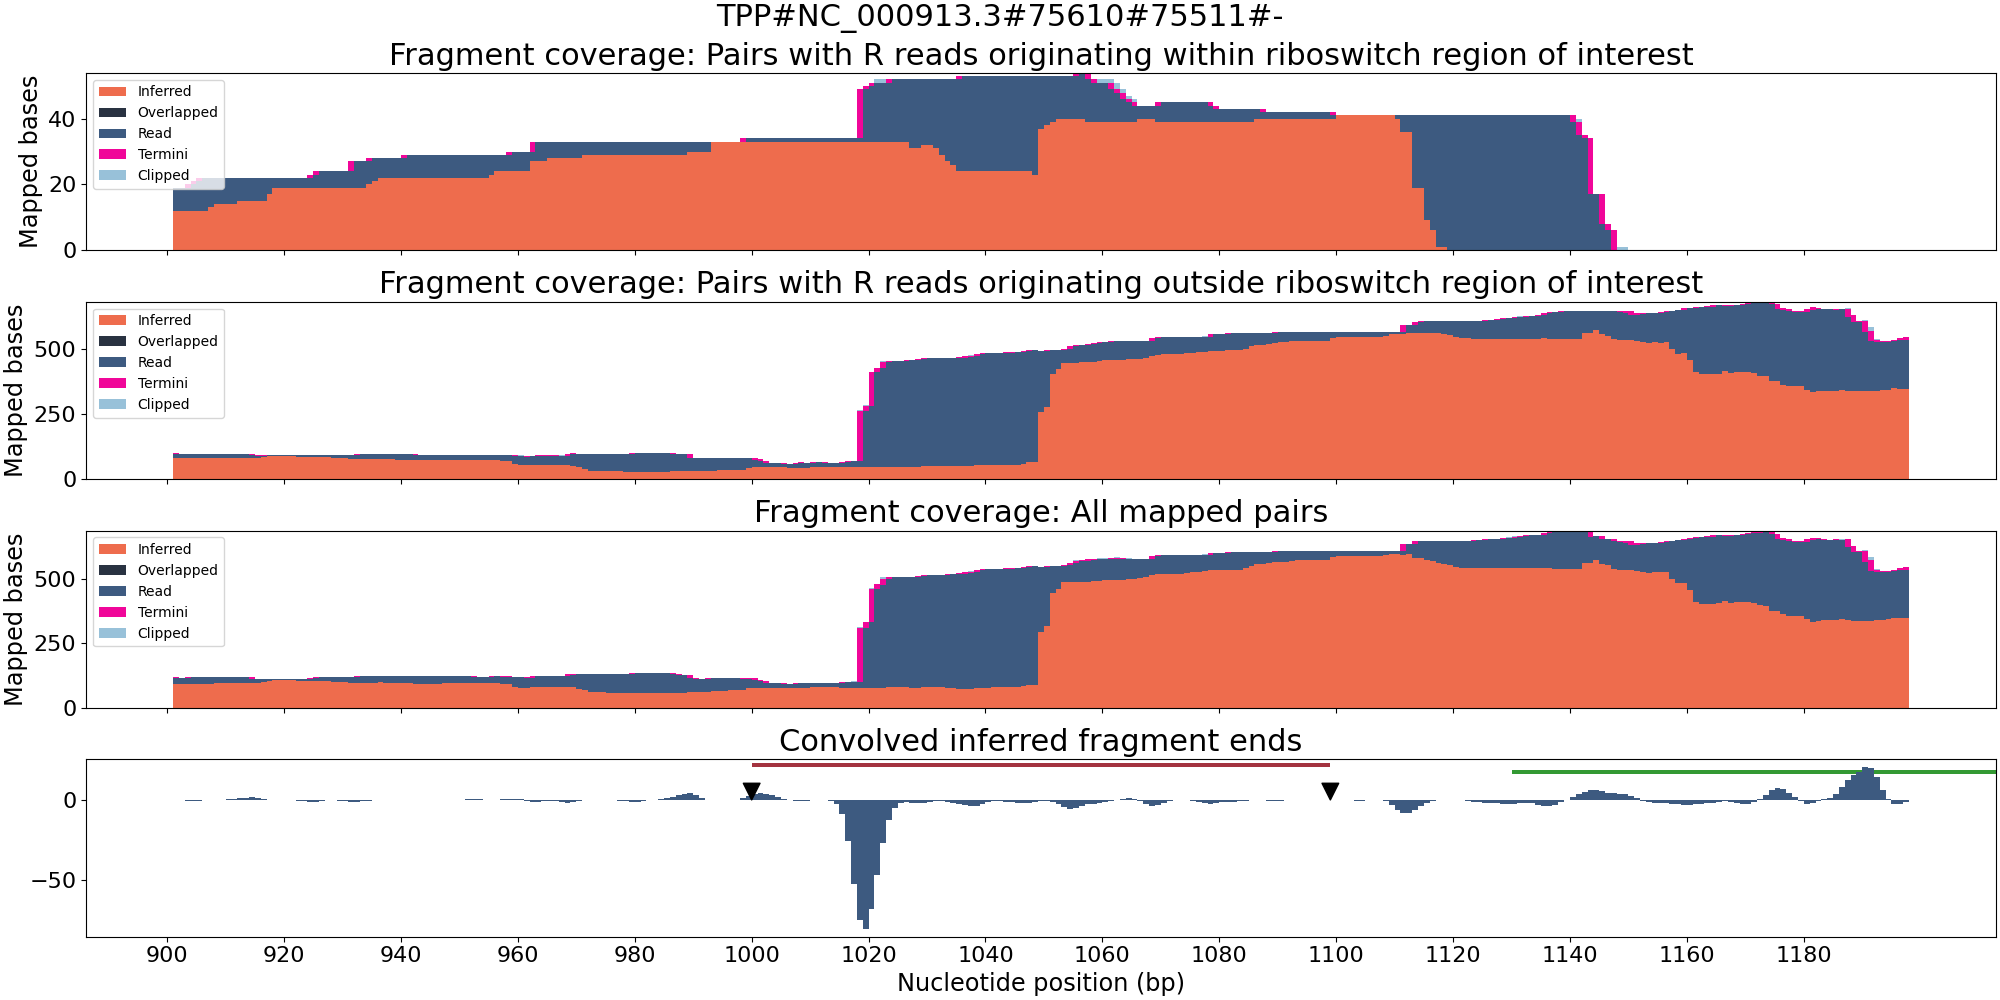 TPP#NC_000913.3#75610#75511#-
Fragment coverage: Pairs with R reads originating within riboswitch region of interest
Mapped bases
40
20
0
Inferred
Overlapped
Read
Termini
Clipped
Fragment coverage: Pairs with R reads originating outside riboswitch region of interest
Mapped bases
500
250
0
Inferred
Overlapped
Read
Termini
Clipped
Fragment coverage: All mapped pairs
Mapped bases
500
250
0
Inferred
Overlapped
Read
Termini
Clipped
Convolved inferred fragment ends
0
−50
900 920 940 960 980 1000 1020 1040 1060 1080 1100 1120 1140 1160 1180
Nucleotide position (bp)